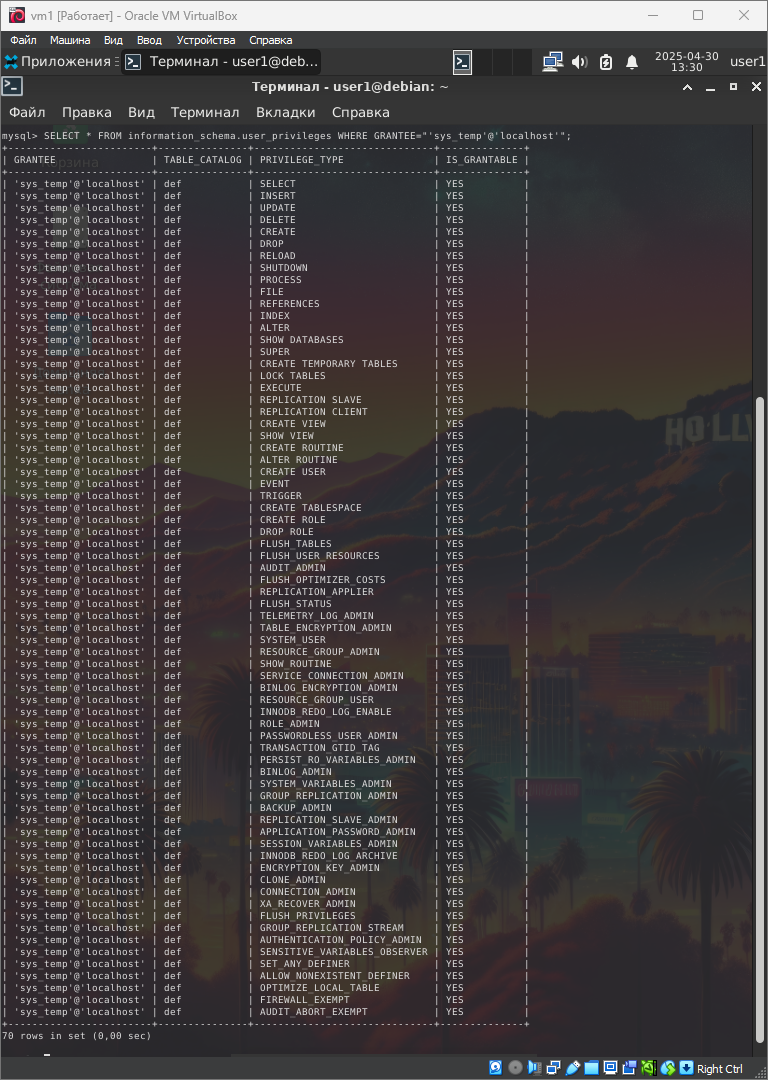 vm1 [Работает] - Oracle VM VirtualBox
Файл Машина Вид Ввод Устройства Справка
Приложения Терминал - user1@deb... 2025-04-30 13:30 user1
Терминал - user1@debian: ~
Файл Правка Вид Терминал Вкладки Справка
mysql> SELECT * FROM information_schema.user_privileges WHERE GRANTEE="'sys_temp'@'localhost'";
+------------------------+---------------+------------------------------+--------------+
| GRANTEE | TABLE_CATALOG | PRIVILEGE_TYPE | IS_GRANTABLE |
+------------------------+---------------+------------------------------+--------------+
| 'sys_temp'@'localhost' | def | SELECT | YES |
| 'sys_temp'@'localhost' | def | INSERT | YES |
| 'sys_temp'@'localhost' | def | UPDATE | YES |
| 'sys_temp'@'localhost' | def | DELETE | YES |
| 'sys_temp'@'localhost' | def | CREATE | YES |
| 'sys_temp'@'localhost' | def | DROP | YES |
| 'sys_temp'@'localhost' | def | RELOAD | YES |
| 'sys_temp'@'localhost' | def | SHUTDOWN | YES |
| 'sys_temp'@'localhost' | def | PROCESS | YES |
| 'sys_temp'@'localhost' | def | FILE | YES |
| 'sys_temp'@'localhost' | def | REFERENCES | YES |
| 'sys_temp'@'localhost' | def | INDEX | YES |
| 'sys_temp'@'localhost' | def | ALTER | YES |
| 'sys_temp'@'localhost' | def | SHOW DATABASES | YES |
| 'sys_temp'@'localhost' | def | SUPER | YES |
| 'sys_temp'@'localhost' | def | CREATE TEMPORARY TABLES | YES |
| 'sys_temp'@'localhost' | def | LOCK TABLES | YES |
| 'sys_temp'@'localhost' | def | EXECUTE | YES |
| 'sys_temp'@'localhost' | def | REPLICATION SLAVE | YES |
| 'sys_temp'@'localhost' | def | REPLICATION CLIENT | YES |
| 'sys_temp'@'localhost' | def | CREATE VIEW | YES |
| 'sys_temp'@'localhost' | def | SHOW VIEW | YES |
| 'sys_temp'@'localhost' | def | CREATE ROUTINE | YES |
| 'sys_temp'@'localhost' | def | ALTER ROUTINE | YES |
| 'sys_temp'@'localhost' | def | CREATE USER | YES |
| 'sys_temp'@'localhost' | def | EVENT | YES |
| 'sys_temp'@'localhost' | def | TRIGGER | YES |
| 'sys_temp'@'localhost' | def | CREATE TABLESPACE | YES |
| 'sys_temp'@'localhost' | def | CREATE ROLE | YES |
| 'sys_temp'@'localhost' | def | DROP ROLE | YES |
| 'sys_temp'@'localhost' | def | FLUSH_TABLES | YES |
| 'sys_temp'@'localhost' | def | FLUSH_USER_RESOURCES | YES |
| 'sys_temp'@'localhost' | def | AUDIT_ADMIN | YES |
| 'sys_temp'@'localhost' | def | FLUSH_OPTIMIZER_COSTS | YES |
| 'sys_temp'@'localhost' | def | REPLICATION_APPLIER | YES |
| 'sys_temp'@'localhost' | def | FLUSH_STATUS | YES |
| 'sys_temp'@'localhost' | def | TELEMETRY_LOG_ADMIN | YES |
| 'sys_temp'@'localhost' | def | TABLE_ENCRYPTION_ADMIN | YES |
| 'sys_temp'@'localhost' | def | SYSTEM_USER | YES |
| 'sys_temp'@'localhost' | def | RESOURCE_GROUP_ADMIN | YES |
| 'sys_temp'@'localhost' | def | SHOW_ROUTINE | YES |
| 'sys_temp'@'localhost' | def | SERVICE_CONNECTION_ADMIN | YES |
| 'sys_temp'@'localhost' | def | BINLOG_ENCRYPTION_ADMIN | YES |
| 'sys_temp'@'localhost' | def | RESOURCE_GROUP_USER | YES |
| 'sys_temp'@'localhost' | def | INNODB_REDO_LOG_ENABLE | YES |
| 'sys_temp'@'localhost' | def | ROLE_ADMIN | YES |
| 'sys_temp'@'localhost' | def | PASSWORDLESS_USER_ADMIN | YES |
| 'sys_temp'@'localhost' | def | TRANSACTION_GTID_TAG | YES |
| 'sys_temp'@'localhost' | def | PERSIST_RO_VARIABLES_ADMIN | YES |
| 'sys_temp'@'localhost' | def | BINLOG_ADMIN | YES |
| 'sys_temp'@'localhost' | def | SYSTEM_VARIABLES_ADMIN | YES |
| 'sys_temp'@'localhost' | def | GROUP_REPLICATION_ADMIN | YES |
| 'sys_temp'@'localhost' | def | BACKUP_ADMIN | YES |
| 'sys_temp'@'localhost' | def | REPLICATION_SLAVE_ADMIN | YES |
| 'sys_temp'@'localhost' | def | APPLICATION_PASSWORD_ADMIN | YES |
| 'sys_temp'@'localhost' | def | SESSION_VARIABLES_ADMIN | YES |
| 'sys_temp'@'localhost' | def | INNODB_REDO_LOG_ARCHIVE | YES |
| 'sys_temp'@'localhost' | def | ENCRYPTION_KEY_ADMIN | YES |
| 'sys_temp'@'localhost' | def | CLONE_ADMIN | YES |
| 'sys_temp'@'localhost' | def | CONNECTION_ADMIN | YES |
| 'sys_temp'@'localhost' | def | XA_RECOVER_ADMIN | YES |
| 'sys_temp'@'localhost' | def | FLUSH_PRIVILEGES | YES |
| 'sys_temp'@'localhost' | def | GROUP_REPLICATION_STREAM | YES |
| 'sys_temp'@'localhost' | def | AUTHENTICATION_POLICY_ADMIN | YES |
| 'sys_temp'@'localhost' | def | SENSITIVE_VARIABLES_OBSERVER | YES |
| 'sys_temp'@'localhost' | def | SET_ANY_DEFINER | YES |
| 'sys_temp'@'localhost' | def | ALLOW_NONEXISTENT_DEFINER | YES |
| 'sys_temp'@'localhost' | def | OPTIMIZE_LOCAL_TABLE | YES |
| 'sys_temp'@'localhost' | def | FIREWALL_EXEMPT | YES |
| 'sys_temp'@'localhost' | def | AUDIT_ABORT_EXEMPT | YES |
+------------------------+---------------+------------------------------+--------------+
70 rows in set (0,00 sec)
Right Ctrl